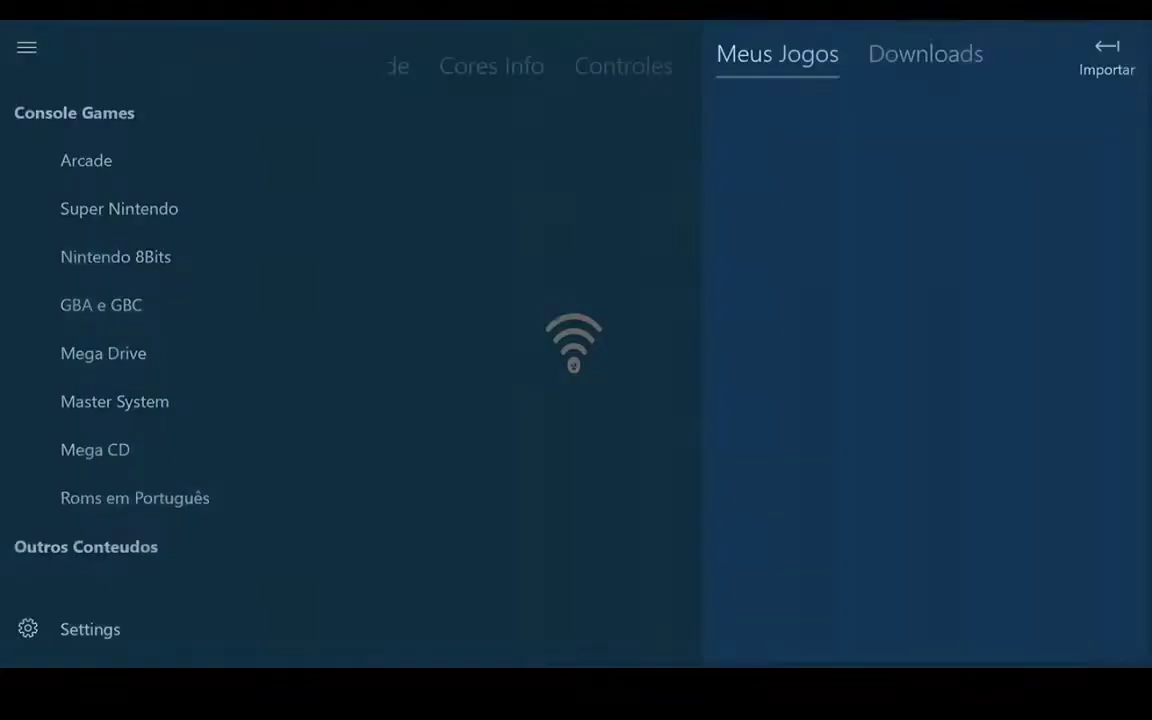 Cores Info
Controles
Meus Jogos
Downloads
Importar
Console Games
Arcade
Super Nintendo
Nintendo 8Bits
GBA e GBC
Mega Drive
Master System
Mega CD
Roms em Português
Outros Conteudos
Settings